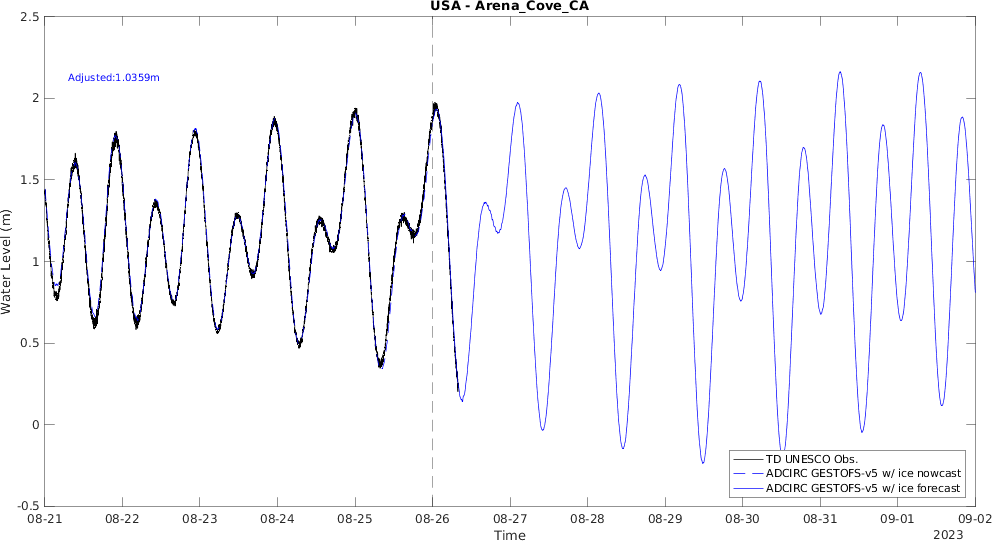 USA - Arena_Cove_CA
2.5
Adjusted:1.0359m
2
1.5
Water Level (m)
1
0.5
0
-0.5
TD UNESCO Obs.
ADCIRC GESTOFS-v5 w/ ice nowcast
ADCIRC GESTOFS-v5 w/ ice forecast
08-21 08-22 08-23 08-24 08-25 08-26 08-27 08-28 08-29 08-30 08-31 09-01 09-02
Time
2023